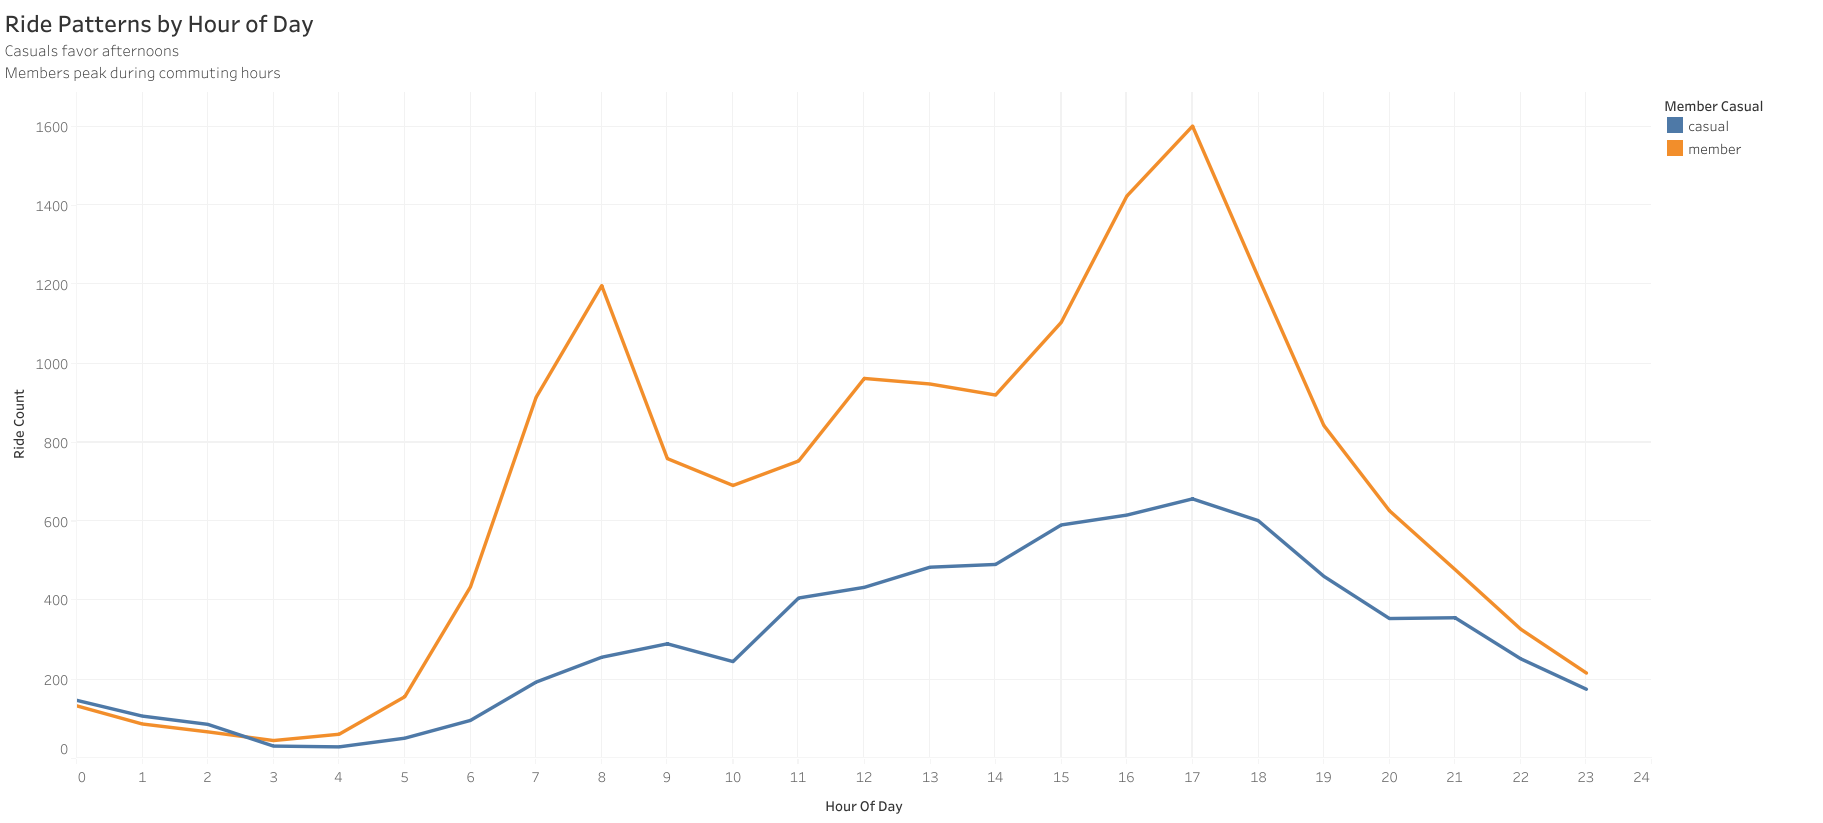 Ride Patterns by Hour of Day
Casuals favor afternoons
Members peak during commuting hours
Member Casual
casual
member
1600
1400
1200
1000
800
600
400
200
0
Ride Count
0 1 2 3 4 5 6 7 8 9 10 11 12 13 14 15 16 17 18 19 20 21 22 23 24
Hour Of Day